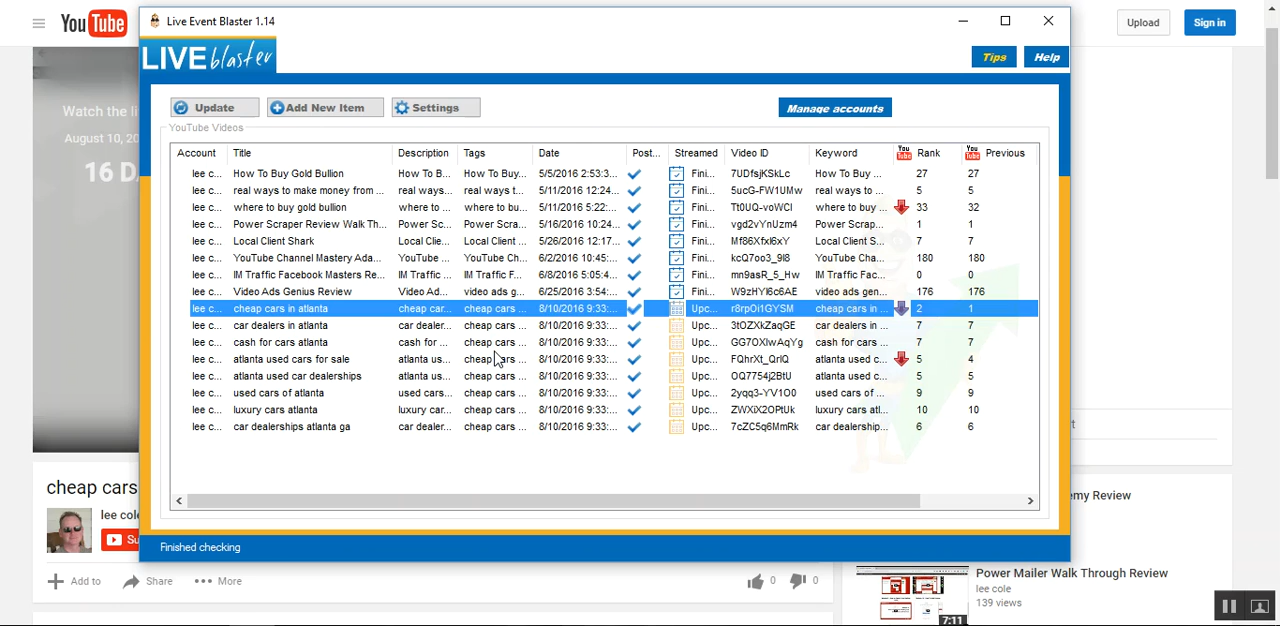 YouTube
Live Event Blaster 1.14
Upload
Sign in
LIVE blaster
Tips
Help
Watch the li
August 10, 20
16 D
Update
Add New Item
Settings
Manage accounts
YouTube Videos
Account Title Description Tags Date Post... Streamed Video ID Keyword You Tube Rank You Tube Previous
lee c... How To Buy Gold Bullion How To B... How To Buy... 5/5/2016 2:53:3... Fini... 7UDfsjKSkLc How To Buy ... 27 27
lee c... real ways to make money from ... real ways... real ways t... 5/11/2016 12:24... Fini... 5ucG-FW1UMw real ways to ... 5 5
lee c... where to buy gold bullion where to ... where to bu... 5/11/2016 5:22:... Fini... Tt0UQ-voWCI where to buy ... 33 32
lee c... Power Scraper Review Walk Th... Power Sc... Power Scra... 5/16/2016 10:24... Fini... vgd2vYnUzm4 Power Scrap... 1 1
lee c... Local Client Shark Local Clie... Local Client ... 5/26/2016 12:17... Fini... Mf86XfxI6xY Local Client S... 7 7
lee c... YouTube Channel Mastery Ada... YouTube ... YouTube Ch... 6/2/2016 10:45:... Fini... kcQ7oo3_9I8 YouTube Cha... 180 180
lee c... IM Traffic Facebook Masters Re... IM Traffic ... IM Traffic F... 6/8/2016 5:05:4... Fini... mn9asR_5_Hw IM Traffic Fac... 0 0
lee c... Video Ads Genius Review Video Ad... video ads g... 6/25/2016 3:54:... Fini... W9zHYI6c6AE video ads gen... 176 176
lee c... cheap cars in atlanta cheap car... cheap cars ... 8/10/2016 9:33:... Upc... r8rpOi1GYSM cheap cars in ... 2 1
lee c... car dealers in atlanta car dealer... cheap cars ... 8/10/2016 9:33:... Upc... 3tOZXkZaqGE car dealers in ... 7 7
lee c... cash for cars atlanta cash for ... cheap cars ... 8/10/2016 9:33:... Upc... GG7OXIwAqYg cash for cars ... 7 7
lee c... atlanta used cars for sale atlanta us... cheap cars ... 8/10/2016 9:33:... Upc... FQhrXt_QrlQ atlanta used c... 5 4
lee c... atlanta used car dealerships atlanta us... cheap cars ... 8/10/2016 9:33:... Upc... OQ7754j2BtU atlanta used c... 5 5
lee c... used cars of atlanta used cars... cheap cars ... 8/10/2016 9:33:... Upc... 2yqq3-YV1O0 used cars of ... 9 9
lee c... luxury cars atlanta luxury car... cheap cars ... 8/10/2016 9:33:... Upc... ZWXiX2OPtUk luxury cars atl... 10 10
lee c... car dealerships atlanta ga car dealer... cheap cars ... 8/10/2016 9:33:... Upc... 7cZC5q6MmRk car dealership... 6 6
Finished checking
cheap cars
lee cole
Su
Add to
Share
More
0
0
t
emy Review
Power Mailer Walk Through Review
lee cole
139 views
7:11